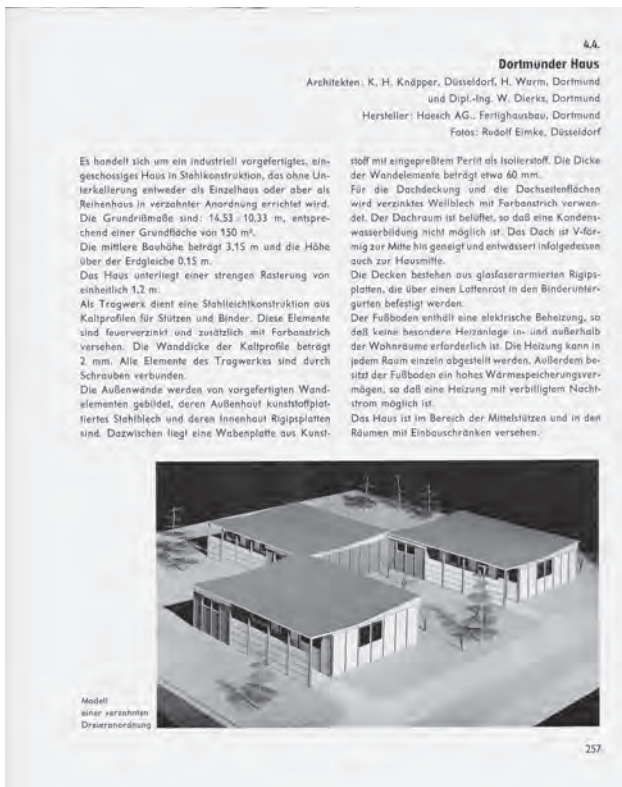 4.4.
Dortmunder Haus
Architekten: K. H. Knäpper, Düsseldorf, H. Warm, Dortmund
und Dipl.-Ing. W. Dierks, Dortmund
Hersteller: Hoesch AG., Fertighausbau, Dortmund
Fotos: Rudolf Eimke, Düsseldorf
Es handelt sich um ein industriell vorgefertigtes, ein-
geschossiges Haus in Stahlkonstruktion, das ohne Un-
terkellerung entweder als Einzelhaus oder aber als
Reihenhaus in verzahnter Anordnung errichtet wird.
Die Grundrißmaße sind: 14,53 · 10,33 m, entspre-
chend einer Grundfläche von 150 m².
Die mittlere Bauhöhe beträgt 3,15 m und die Höhe
über der Erdgleiche 0,15 m.
Das Haus unterliegt einer strengen Rasterung von
einheitlich 1,2 m.
Als Tragwerk dient eine Stahlleichtkonstruktion aus
Kaltprofilen für Stützen und Binder. Diese Elemente
sind feuerverzinkt und zusätzlich mit Farbanstrich
versehen. Die Wanddicke der Kaltprofile beträgt
2 mm. Alle Elemente des Tragwerkes sind durch
Schrauben verbunden.
Die Außenwände werden von vorgefertigten Wand-
elementen gebildet, deren Außenhaut kunststoffplat-
tiertes Stahlblech und deren Innenhaut Rigipsplatten
sind. Dazwischen liegt eine Wabenplatte aus Kunst-
stoff mit eingepreßtem Perlit als Isolierstoff. Die Dicke
der Wandelemente beträgt etwa 60 mm.
Für die Dachdeckung und die Dachseitenflächen
wird verzinktes Wellblech mit Farbanstrich verwen-
det. Der Dachraum ist belüftet, so daß eine Kondens-
wasserbildung nicht möglich ist. Das Dach ist V-för-
mig zur Mitte hin geneigt und entwässert infolgedessen
auch zur Hausmitte.
Die Decken bestehen aus glasfaserarmierten Rigips-
platten, die über einen Lattenrost in den Binderunter-
gurten befestigt werden.
Der Fußboden enthält eine elektrische Beheizung, so
daß keine besondere Heizanlage in- und außerhalb
der Wohnräume erforderlich ist. Die Heizung kann in
jedem Raum einzeln abgestellt werden. Außerdem be-
sitzt der Fußboden ein hohes Wärmespeicherungsver-
mögen, so daß eine Heizung mit verbilligtem Nacht-
strom möglich ist.
Das Haus ist im Bereich der Mittelstützen und in den
Räumen mit Einbauschränken versehen.
Modell
einer verzahnten
Dreieranordnung
257